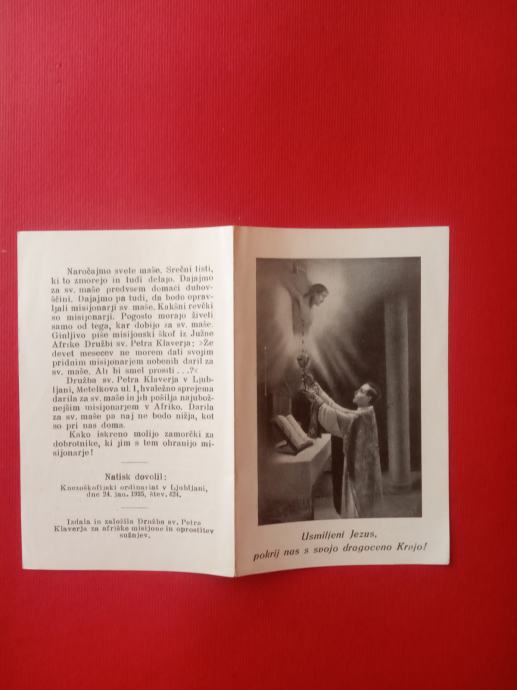 Naročajmo svete maše. Srečni tisti,
ki to zmorejo in tudi delajo. Dajajmo
za sv. maše predvsem domači duhov-
ščini. Dajajmo pa tudi, da bodo oprav-
ljali misijonarji sv. maše. Kakšni revčki
so misijonarji. Pogosto morajo živeti
samo od tega, kar dobijo za sv. maše.
Ginljivo piše misijonski škof iz Južne
Afrike Družbi sv. Petra Klaverja: »Že
devet mesecev ne morem dati svojim
pridnim misijonarjem nobenih daril za
sv. maše. Ali bi smel prositi . . .?«
Družba sv. Petra Klaverja v Ljub-
ljani, Metelkova ul. 1, hvaležno sprejema
darila za sv. maše in jih pošilja najubož-
nejšim misijonarjem v Afriko. Darila
za sv. maše pa naj ne bodo nižja, kot
so pri nas doma.
Kako iskreno molijo zamorčki za
dobrotnike, ki jim s tem ohranijo mi-
sijonarje!
Natisk dovolil:
Knezoškofijski ordinariat v Ljubljani,
dne 24. jan. 1935, štev. 424.
Izdala in založila Družba sv. Petra
Klaverja za afriške misijone in oprostitev
sužnjev.
Usmiljeni Jezus,
pokrij nas s svojo dragoceno Krvjo!